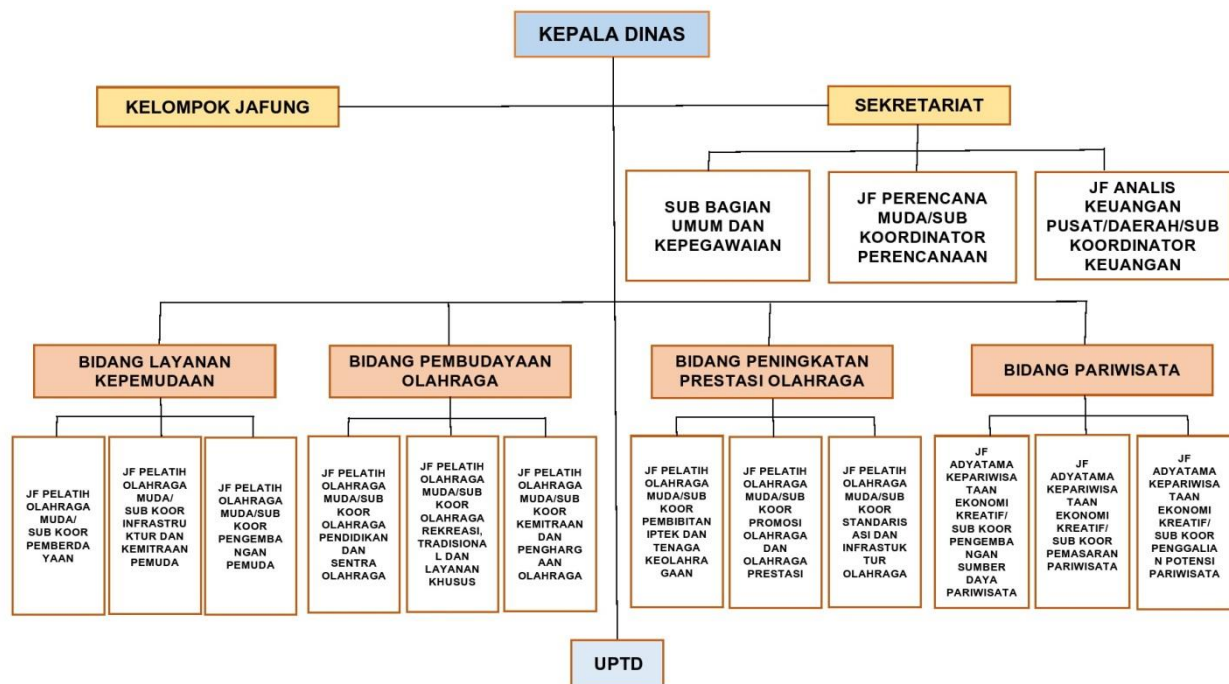 KEPALA DINAS
KELOMPOK JAFUNG
SEKRETARIAT
SUB BAGIAN
UMUM DAN
KEPEGAWAIAN
JF PERENCANA
MUDA/SUB
KOORDINATOR
PERENCANAAN
JF ANALIS
KEUANGAN
PUSAT/DAERAH/SUB
KOORDINATOR
KEUANGAN
BIDANG LAYANAN
KEPEMUDAAN
BIDANG PEMBUDAYAAN
OLAHRAGA
BIDANG PENINGKATAN
PRESTASI OLAHRAGA
BIDANG PARIWISATA
JF PELATIH
OLAHRAGA
MUDA/
SUB KOOR
PEMBERDA
YAAN
JF PELATIH
OLAHRAGA
MUDA/
SUB KOOR
INFRASTRU
KTUR DAN
KEMITRAAN
PEMUDA
JF PELATIH
OLAHRAGA
MUDA/SUB
KOOR
PENGEMBA
NGAN
PEMUDA
JF PELATIH
OLAHRAGA
MUDA/SUB
KOOR
OLAHRAGA
PENDIDIKAN
DAN
SENTRA
OLAHRAGA
JF PELATIH
OLAHRAGA
MUDA/SUB
KOOR
OLAHRAGA
REKREASI,
TRADISIONA
L DAN
LAYANAN
KHUSUS
JF PELATIH
OLAHRAGA
MUDA/SUB
KOOR
KEMITRAAN
DAN
PENGHARG
AAN
OLAHRAGA
JF PELATIH
OLAHRAGA
MUDA/SUB
KOOR
PEMBIBITAN
IPTEK DAN
TENAGA
KEOLAHRA
GAAN
JF PELATIH
OLAHRAGA
MUDA/SUB
KOOR
PROMOSI
OLAHRAGA
DAN
OLAHRAGA
PRESTASI
JF PELATIH
OLAHRAGA
MUDA/SUB
KOOR
STANDARIS
ASI DAN
INFRASTUK
TUR
OLAHRAGA
JF
ADYATAMA
KEPARIWISA
TAAN
EKONOMI
KREATIF/
SUB KOOR
PENGEMBA
NGAN
SUMBER
DAYA
PARIWISATA
JF
ADYATAMA
KEPARIWISA
TAAN
EKONOMI
KREATIF/
SUB KOOR
PEMASARAN
PARIWISATA
JF
ADYATAMA
KEPARIWISA
TAAN
EKONOMI
KREATIF/
SUB KOOR
PENGGALIA
N POTENSI
PARIWISATA
UPTD